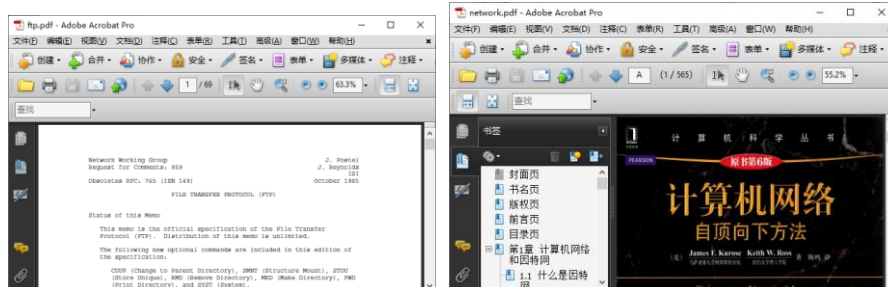 ftp.pdf - Adobe Acrobat Pro
文件(F) 编辑(E) 视图(V) 文档(D) 注释(C) 表单(R) 工具(T) 高级(A) 窗口(W) 帮助(H)
创建 合并 协作 安全 签名 表单 多媒体 注释
1 / 69 63.3%
查找
Network Working Group J. Postel
Request for Comments: 959 J. Reynolds
ISI
Obsoletes RFC: 765 (IEN 149) October 1985
FILE TRANSFER PROTOCOL (FTP)
Status of this Memo
This memo is the official specification of the File Transfer
Protocol (FTP). Distribution of this memo is unlimited.
The following new optional commands are included in this edition of
the specification:
CDUP (Change to Parent Directory), SMNT (Structure Mount), STOU
(Store Unique), RMD (Remove Directory), MKD (Make Directory), PWD
(Print Directory), and SYST (System).
network.pdf - Adobe Acrobat Pro
文件(F) 编辑(E) 视图(V) 文档(D) 注释(C) 表单(R) 工具(T) 高级(A) 窗口(W) 帮助(H)
创建 合并 协作 安全 签名 表单 多媒体 注释
A (1 / 565) 55.2%
查找
书签
封面页
书名页
版权页
前言页
目录页
第1章 计算机网络
和因特网
1.1 什么是因特
网
计 算 机 科 学 丛 书
PEARSON
原书第6版
计算机网络
自顶向下方法
(美) James F. Kurose Keith W. Ross 著